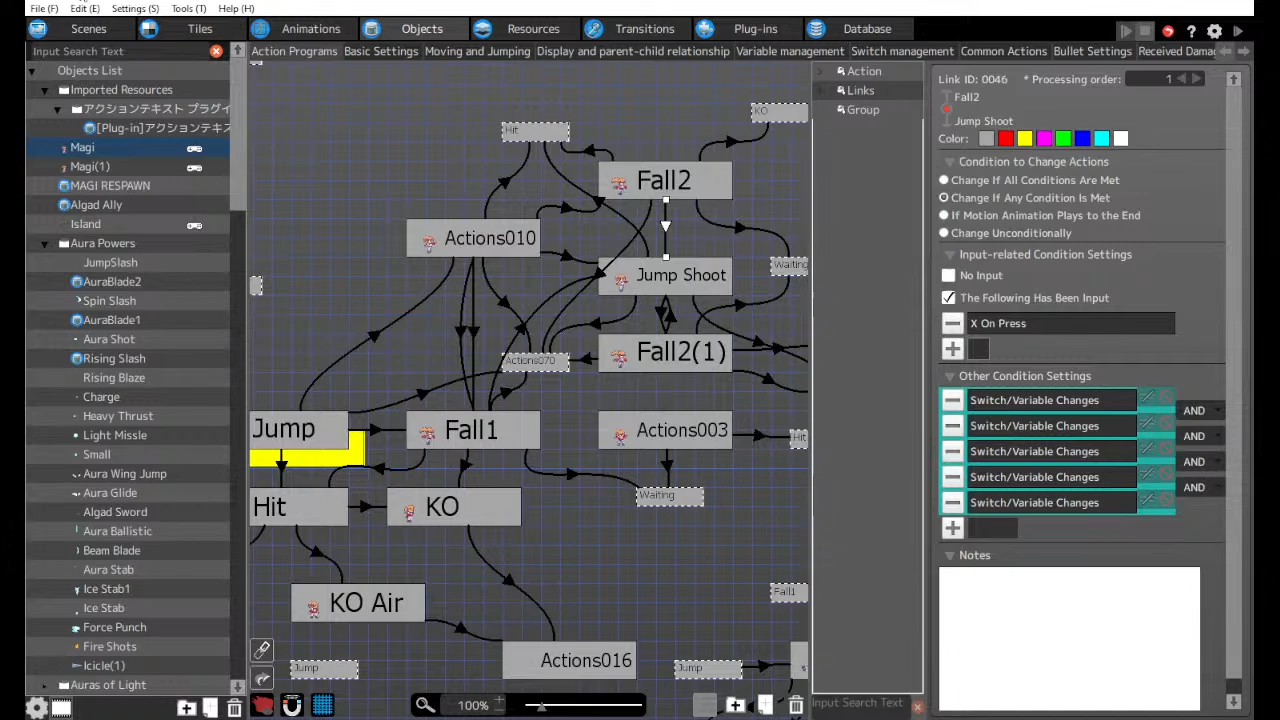 File (F) Edit (E) Settings (S) Tools (T) Help (H)
Scenes Tiles Animations Objects Resources Transitions Plug-ins Database
Input Search Text
Action Programs Basic Settings Moving and Jumping Display and parent-child relationship Variable management Switch management Common Actions Bullet Settings Received Damag
Objects List
Imported Resources
アクションテキスト プラグイ
[Plug-in]アクションテキス
Magi
Magi(1)
MAGI RESPAWN
Algad Ally
Island
Aura Powers
JumpSlash
AuraBlade2
Spin Slash
AuraBlade1
Aura Shot
Rising Slash
Rising Blaze
Charge
Heavy Thrust
Light Missle
Small
Aura Wing Jump
Aura Glide
Algad Sword
Aura Ballistic
Beam Blade
Aura Stab
Ice Stab1
Ice Stab
Force Punch
Fire Shots
Icicle(1)
Auras of Light
KO
Hit
Fall2
Actions010
Waiting
Jump Shoot
Fall2(1)
Actions070
Jump
Fall1
Actions003
Hit
Waiting
Hit
KO
Fall1
KO Air
Actions016
Jump
Jump
100%
Action
Links
Group
Input Search Text
Link ID: 0046 * Processing order: 1
Fall2
Jump Shoot
Color:
Condition to Change Actions
Change If All Conditions Are Met
Change If Any Condition Is Met
If Motion Animation Plays to the End
Change Unconditionally
Input-related Condition Settings
No Input
The Following Has Been Input
X On Press
Other Condition Settings
Switch/Variable Changes AND
Switch/Variable Changes AND
Switch/Variable Changes AND
Switch/Variable Changes AND
Switch/Variable Changes
Notes